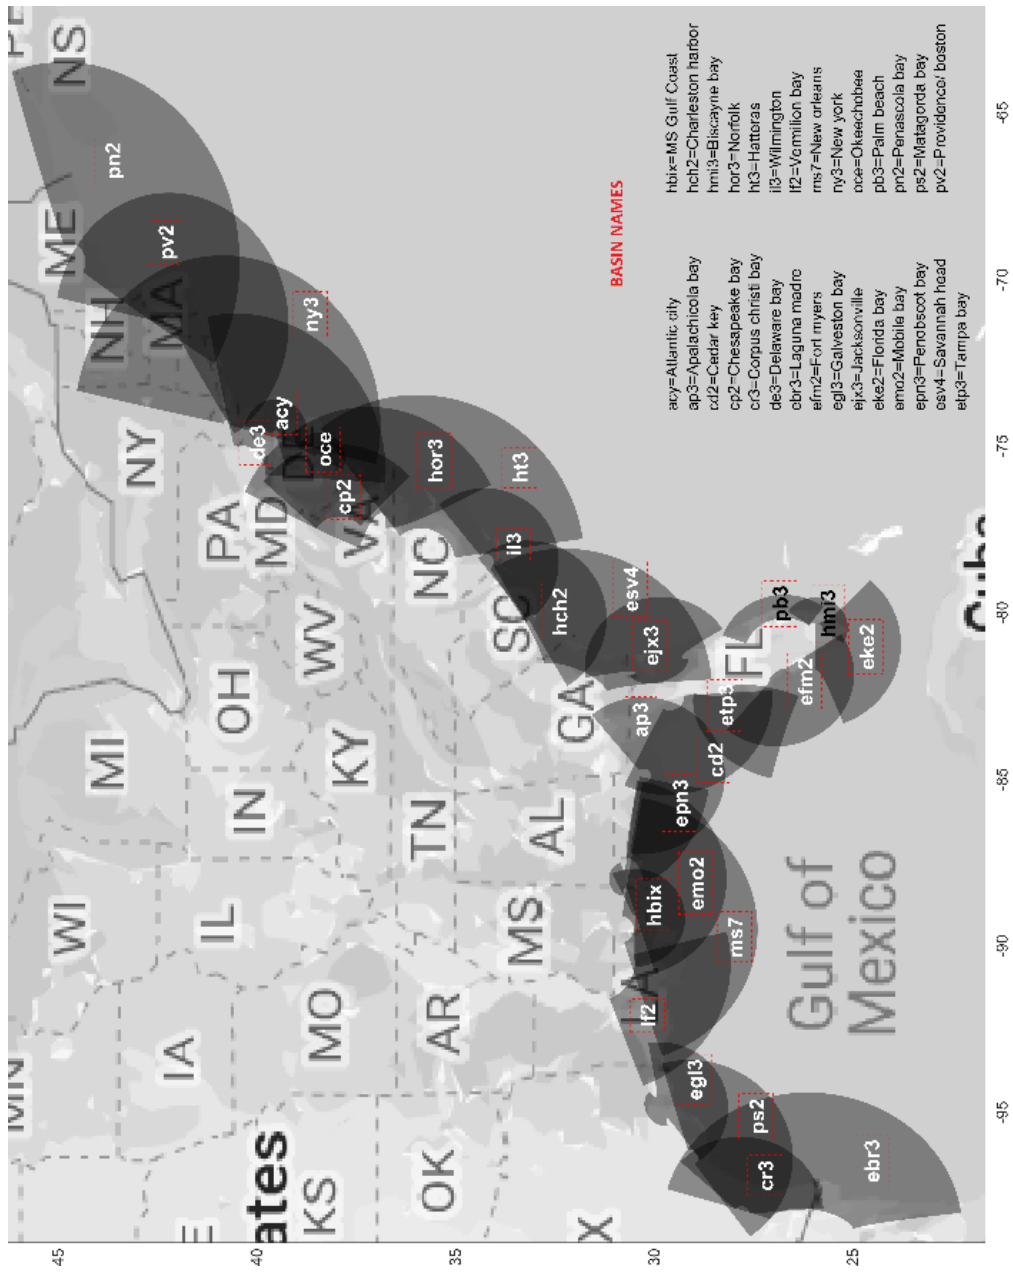 45
40
35
30
25
-95
-90
-85
-80
-75
-70
-65
MN
WI
MI
IA
IL
IN
OH
PA
NY
NH
ME
NS
MA
MD
DE
VA
WV
KY
MO
KS
ates
OK
AR
TN
NC
SC
GA
AL
MS
LA
X
FL
Gulf of
Mexico
Cuba
pn2
pv2
ny3
acy
de3
oce
cp2
hor3
ht3
il3
hch2
esv4
ejx3
pb3
hmi3
eke2
efm2
etp3
cd2
ap3
epn3
emo2
hbix
ms7
lf2
egl3
ps2
cr3
ebr3
BASIN NAMES
acy=Atlantic city
ap3=Apalachicola bay
cd2=Cedar key
cp2=Chesapeake bay
cr3=Corpus christi bay
de3=Delaware bay
ebr3=Laguna madre
efm2=Fort myers
egl3=Galveston bay
ejx3=Jacksonville
eke2=Florida bay
emo2=Mobile bay
epn3=Penobscot bay
esv4=Savannah head
etp3=Tampa bay
hbix=MS Gulf Coast
hch2=Charleston harbor
hmi3=Biscayne bay
hor3=Norfolk
ht3=Hatteras
il3=Wilmington
lf2=Vermilion bay
ms7=New orleans
ny3=New york
oce=Okeechobee
pb3=Palm beach
pn2=Penascola bay
ps2=Matagorda bay
pv2=Providence/ boston